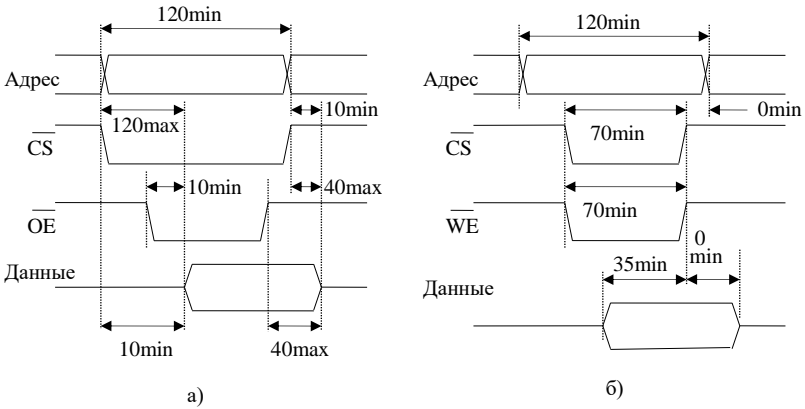 120min
Адрес
120max
10min
CS
10min
40max
OE
Данные
10min
40max
а)
120min
Адрес
0min
CS
70min
WE
70min
0
min
35min
Данные
б)